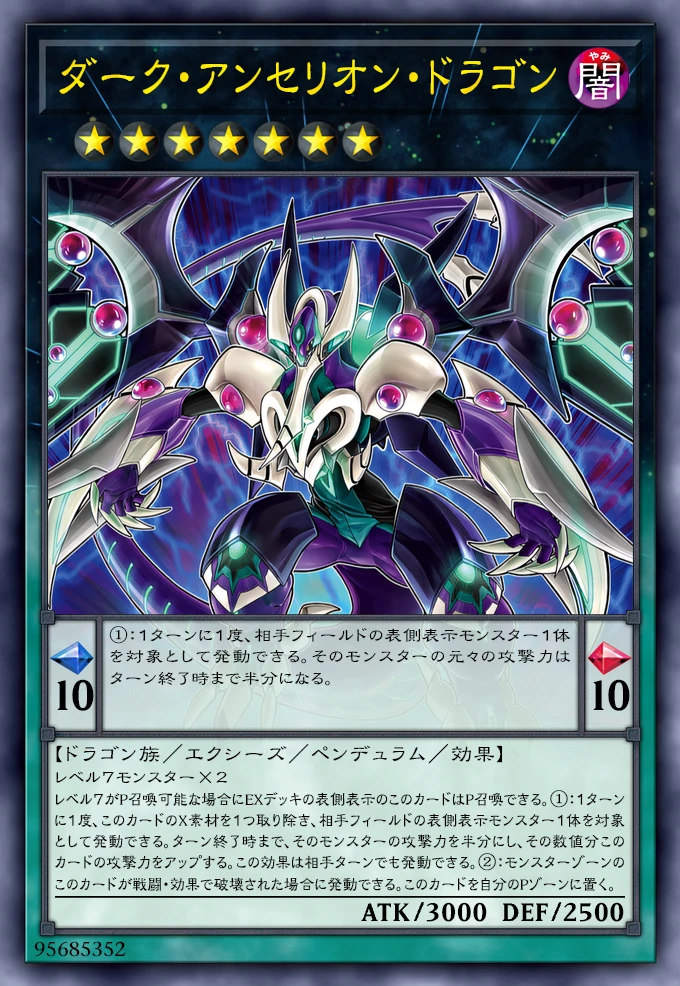 ダーク・アンセリオン・ドラゴン
やみ
闇
①：1ターンに1度、相手フィールドの表側表示モンスター1体
を対象として発動できる。そのモンスターの元々の攻撃力は
ターン終了時まで半分になる。
10
10
【ドラゴン族／エクシーズ／ペンデュラム／効果】
レベル7モンスター×2
レベル7がP召喚可能な場合にEXデッキの表側表示のこのカードはP召喚できる。①：1ターン
に1度、このカードのX素材を1つ取り除き、相手フィールドの表側表示モンスター1体を対象
として発動できる。ターン終了時まで、そのモンスターの攻撃力を半分にし、その数値分この
カードの攻撃力をアップする。この効果は相手ターンでも発動できる。②：モンスターゾーンの
このカードが戦闘・効果で破壊された場合に発動できる。このカードを自分のPゾーンに置く。
ATK/3000 DEF/2500
95685352